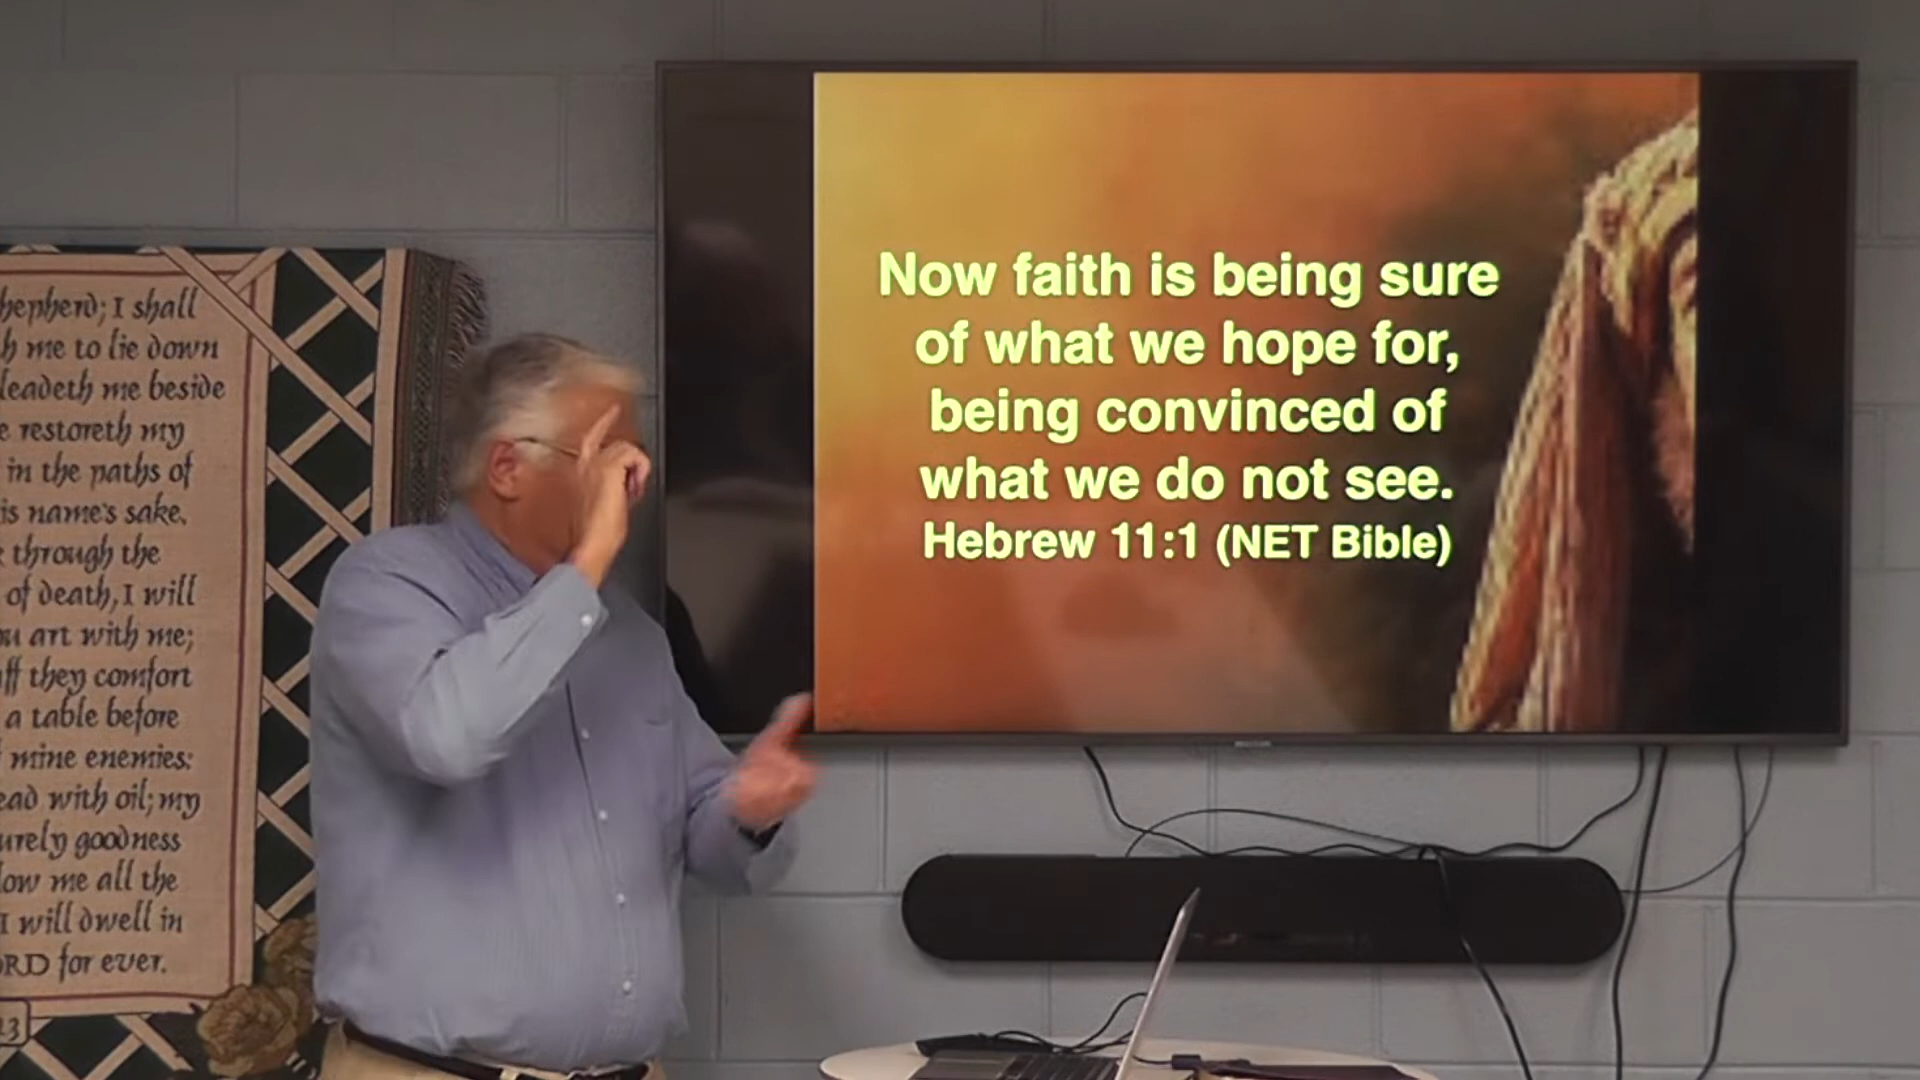 hepherd; I shall
h me to lie down
leadeth me beside
e restoreth my
in the paths of
is name's sake.
through the
of death, I will
u art with me;
ff they comfort
a table before
mine enemies:
ead with oil; my
urely goodness
low me all the
I will dwell in
ORD for ever.
23
Now faith is being sure
of what we hope for,
being convinced of
what we do not see.
Hebrew 11:1 (NET Bible)